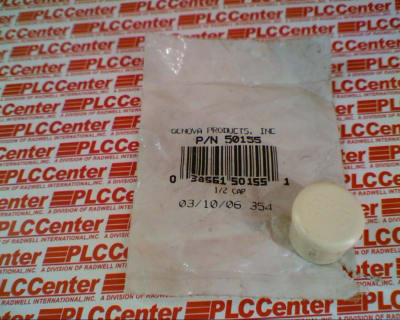 GENOVA PRODUCTS, INC
P/N 50155
0 38561 50155 1
1/2 CAP
03/10/06 354
PLCCenter
A DIVISION OF RADWELL INTERNATIONAL, INC.